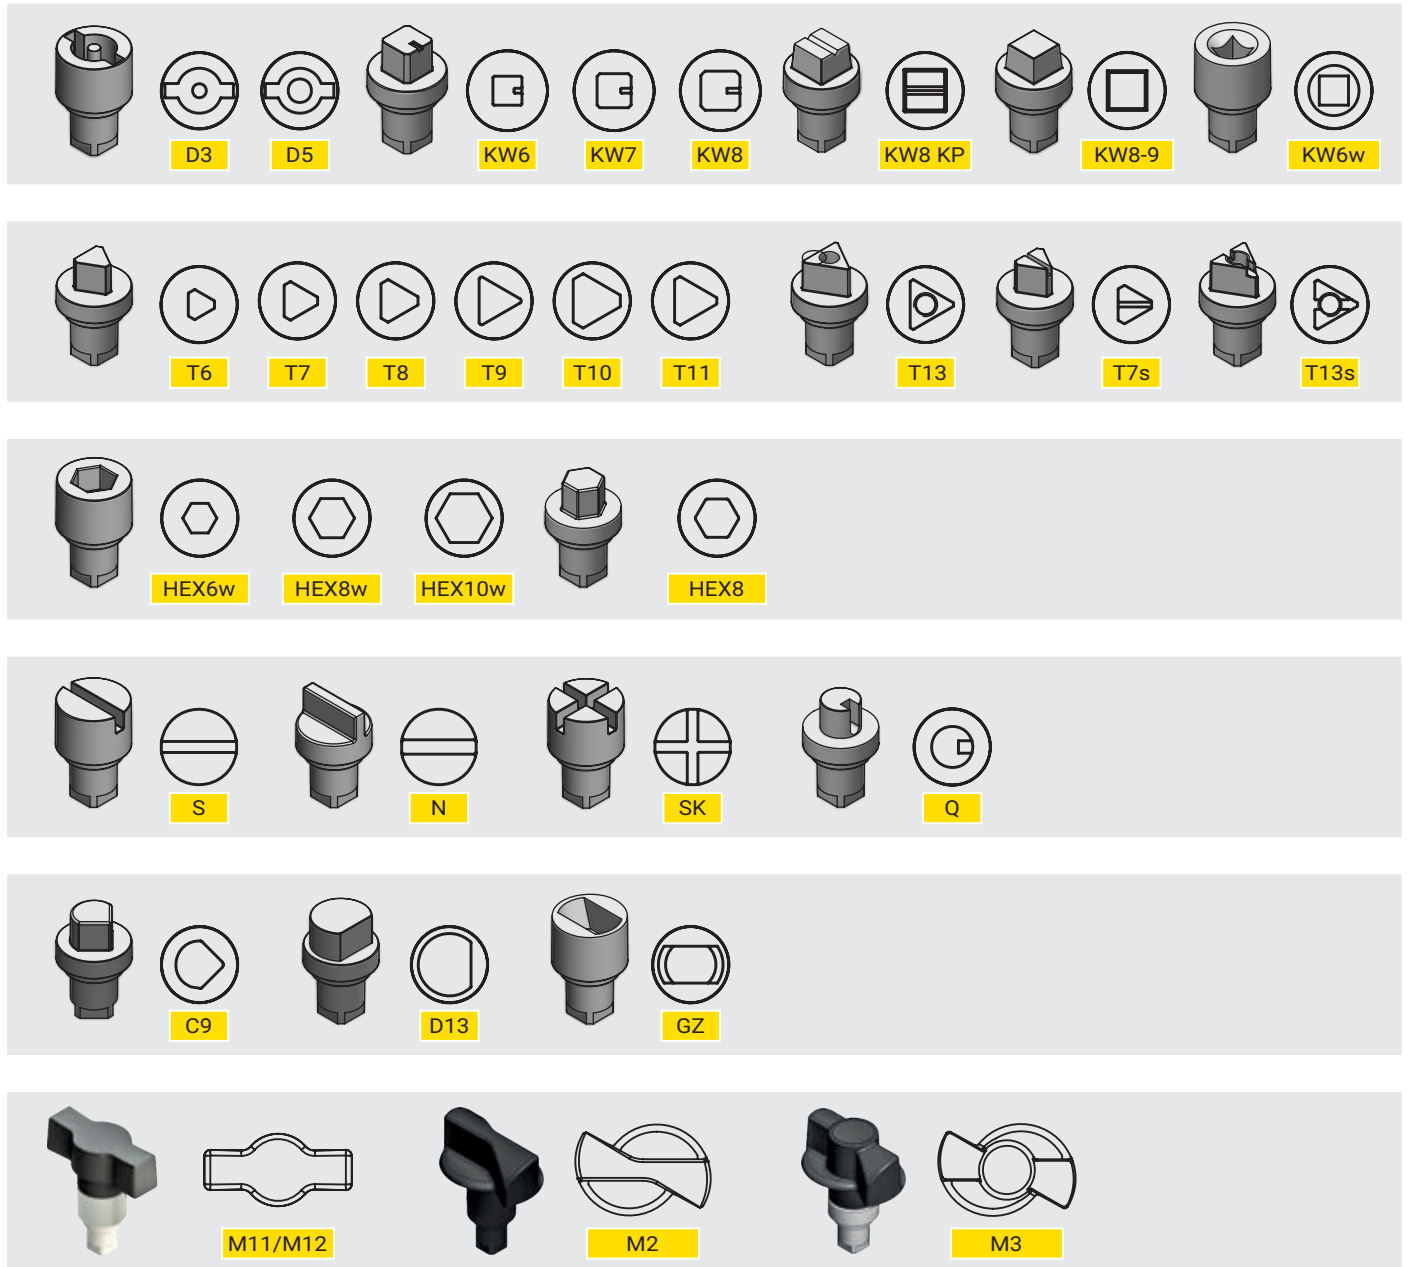 D3 D5 KW6 KW7 KW8 KW8 KP KW8-9 KW6w
T6 T7 T8 T9 T10 T11 T13 T7s T13s
HEX6w HEX8w HEX10w HEX8
S N SK Q
C9 D13 GZ
M11/M12 M2 M3